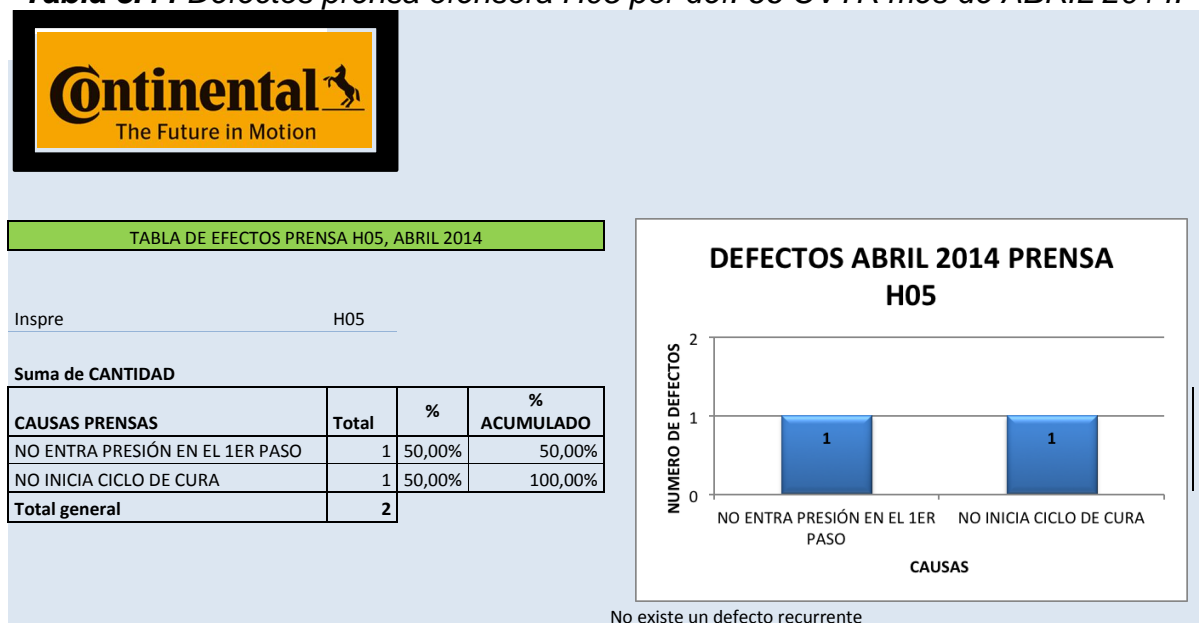 Continental
The Future in Motion
TABLA DE EFECTOS PRENSA H05, ABRIL 2014
Inspre H05
Suma de CANTIDAD
CAUSAS PRENSAS Total % % ACUMULADO
NO ENTRA PRESIÓN EN EL 1ER PASO 1 50,00% 50,00%
NO INICIA CICLO DE CURA 1 50,00% 100,00%
Total general 2
DEFECTOS ABRIL 2014 PRENSA
H05
NUMERO DE DEFECTOS
2
1
0
1
1
NO ENTRA PRESIÓN EN EL 1ER
PASO
NO INICIA CICLO DE CURA
CAUSAS
No existe un defecto recurrente